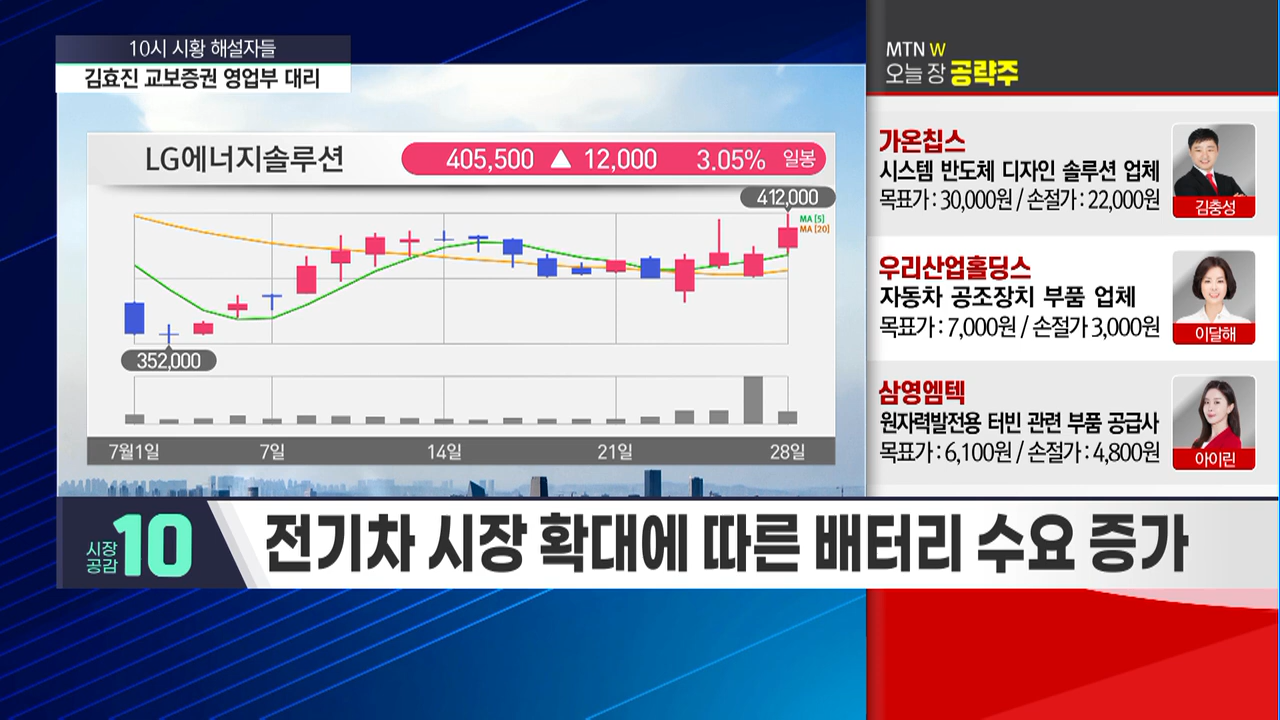 10시 시황 해설자들
김효진 교보증권 영업부 대리
LG에너지솔루션
405,500 ▲ 12,000 3.05% 일봉
412,000
MA [5]
MA [20]
352,000
7월1일 7일 14일 21일 28일
시장
공감
10
전기차 시장 확대에 따른 배터리 수요 증가
MTN W
오늘 장 공략주
가온칩스
시스템 반도체 디자인 솔루션 업체
목표가 : 30,000원 / 손절가 : 22,000원
김충성
우리산업홀딩스
자동차 공조장치 부품 업체
목표가 : 7,000원 / 손절가 3,000원
이달해
삼영엠텍
원자력발전용 터빈 관련 부품 공급사
목표가 : 6,100원 / 손절가 : 4,800원
아이린